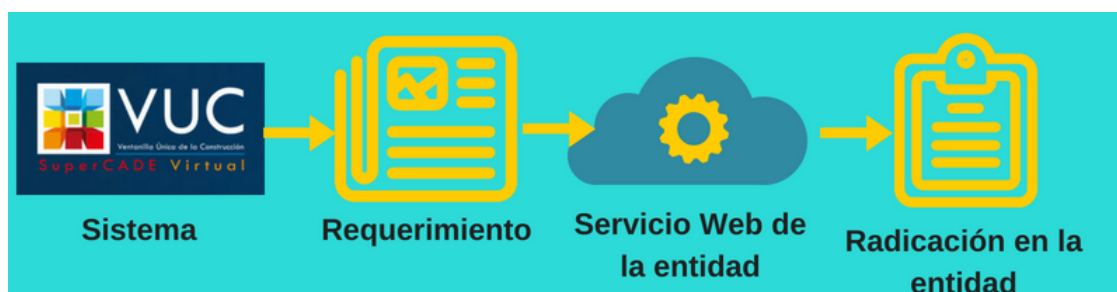 VUC
Ventanilla Única de la Construcción
SuperCADE Virtual
Sistema
Requerimiento
Servicio Web de
la entidad
Radicación en la
entidad